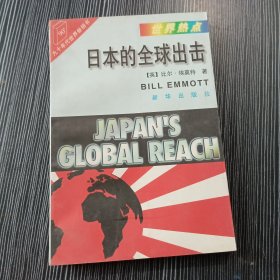 世界热点
日本的全球出击
【英】比尔·埃莫特 著
BILL EMMOTT
新华出版社
JAPAN'S
GLOBAL REACH